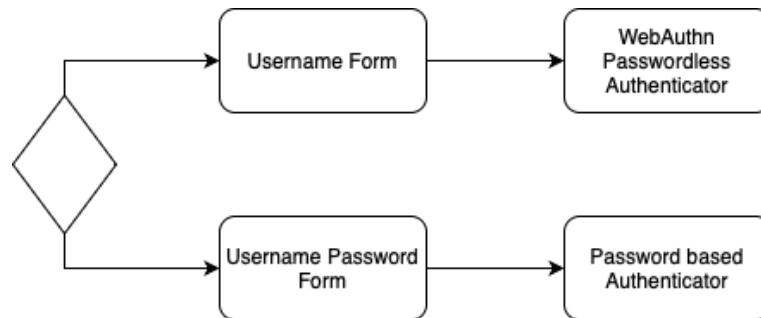 Username Form
WebAuthn
Passwordless
Authenticator
Username Password
Form
Password based
Authenticator